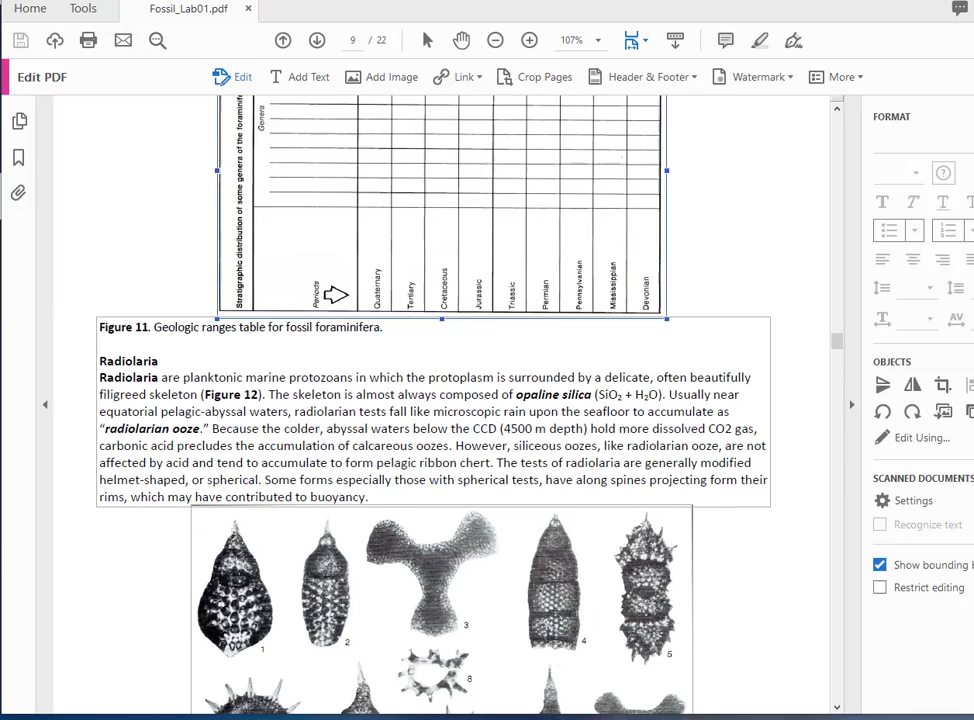 Home Tools Fossil_Lab01.pdf ×
9 / 22 107%
Edit PDF Edit Add Text Add Image Link Crop Pages Header & Footer Watermark More
FORMAT
Stratigraphic distribution of some genera of the
Genera
Periods
Quaternary
Tertiary
Cretaceous
Jurassic
Triassic
Permian
Pennsylvanian
Mississippian
Devonian
Figure 11. Geologic ranges table for fossil foraminifera.
Radiolaria
Radiolaria are planktonic marine protozoans in which the protoplasm is surrounded by a delicate, often beautifully
filigreed skeleton (Figure 12). The skeleton is almost always composed of opaline silica (SiO₂ + H₂O). Usually near
equatorial pelagic-abyssal waters, radiolarian tests fall like microscopic rain upon the seafloor to accumulate as
“radiolarian ooze.” Because the colder, abyssal waters below the CCD (4500 m depth) hold more dissolved CO2 gas,
carbonic acid precludes the accumulation of calcareous oozes. However, siliceous oozes, like radiolarian ooze, are not
affected by acid and tend to accumulate to form pelagic ribbon chert. The tests of radiolaria are generally modified
helmet-shaped, or spherical. Some forms especially those with spherical tests, have along spines projecting form their
rims, which may have contributed to buoyancy.
1
2
3
4
5
8
OBJECTS
Edit Using...
SCANNED DOCUMENTS
Settings
Recognize text
Show bounding
Restrict editing